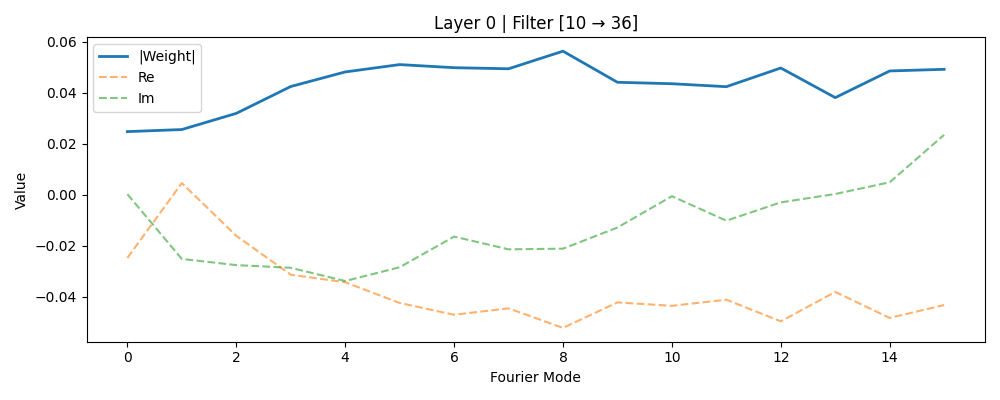 Layer 0 | Filter [10 → 36]
|Weight|
Re
Im
Value
0.06
0.04
0.02
0.00
−0.02
−0.04
0 2 4 6 8 10 12 14
Fourier Mode